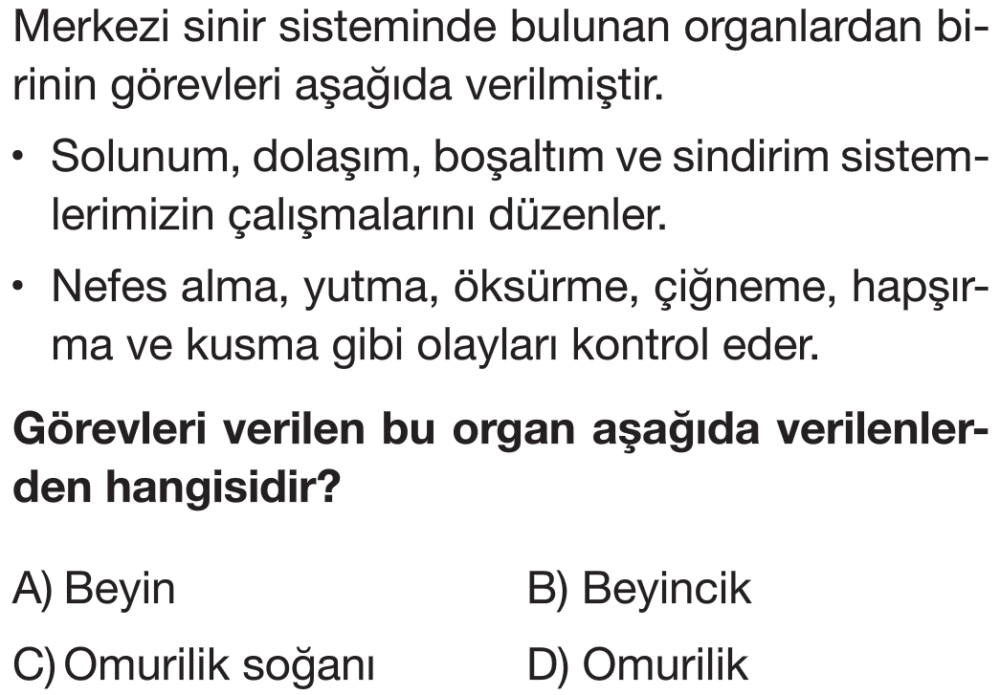 Merkezi sinir sisteminde bulunan organlardan bi-
rinin görevleri aşağıda verilmiştir.
• Solunum, dolaşım, boşaltım ve sindirim sistem-
lerimizin çalışmalarını düzenler.
• Nefes alma, yutma, öksürme, çiğneme, hapşır-
ma ve kusma gibi olayları kontrol eder.
Görevleri verilen bu organ aşağıda verilenler-
den hangisidir?
A) Beyin B) Beyincik
C) Omurilik soğanı D) Omurilik